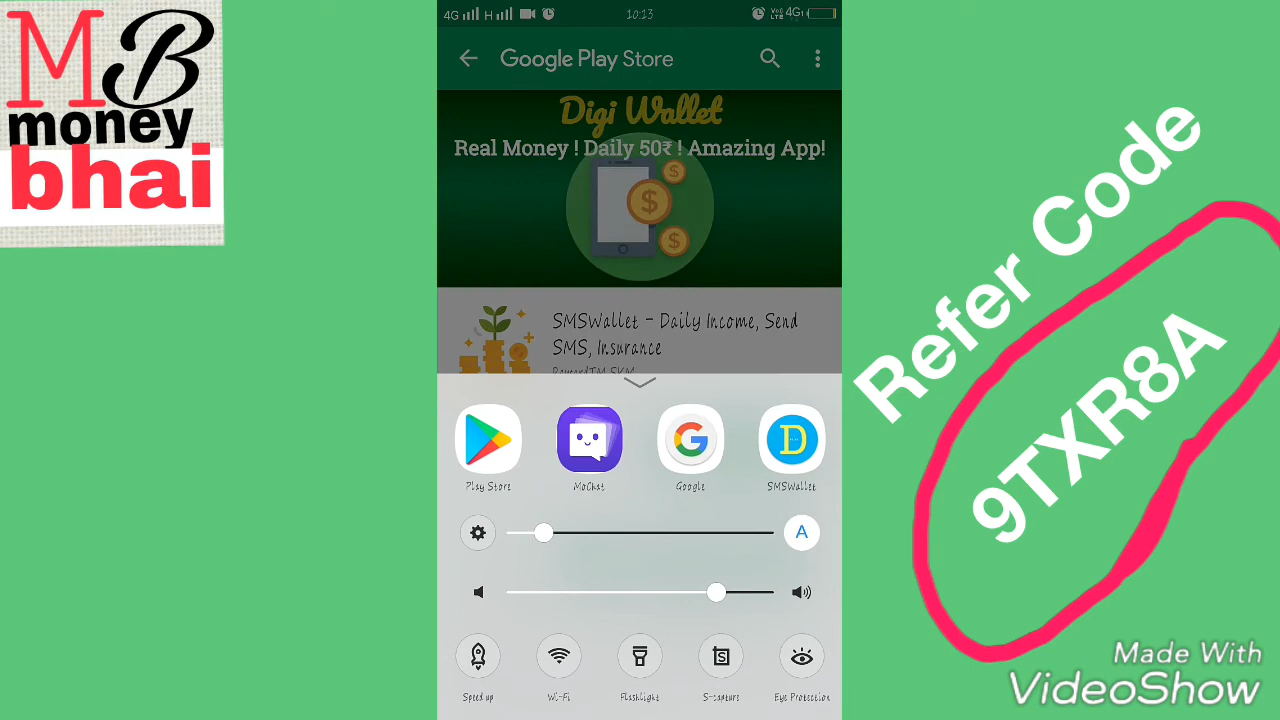 MB
money
bhai
4G H 10:13 4G
Google Play Store
Digi Wallet
Real Money ! Daily 50₹ ! Amazing App!
$
$
$
SMSWallet - Daily Income, Send
SMS, Insurance
Play Store MoChat Google SMSWallet
A
Speed up Wi-Fi Flashlight S-capture Eye Protection
Refer Code
9TXR8A
Made With
VideoShow